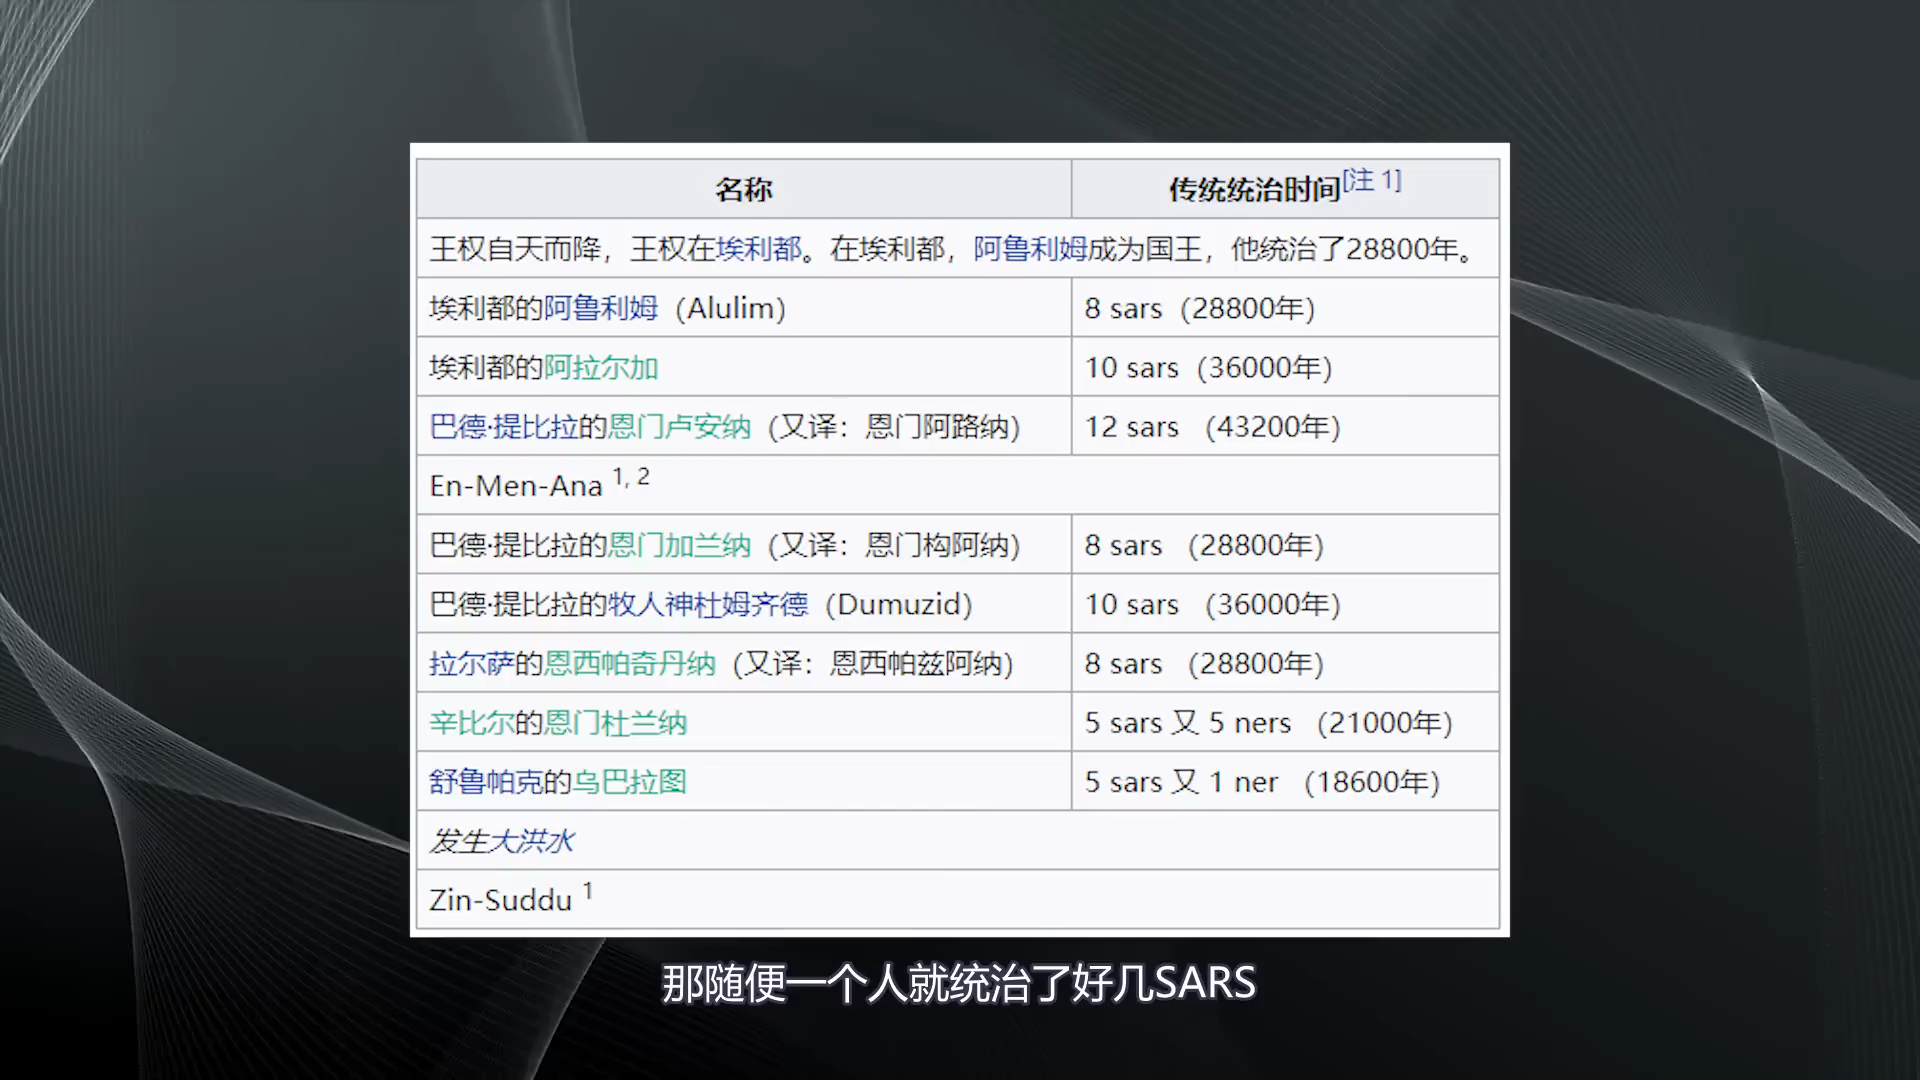 名称 传统统治时间[注 1]
王权自天而降，王权在埃利都。在埃利都，阿鲁利姆成为国王，他统治了28800年。
埃利都的阿鲁利姆（Alulim） 8 sars（28800年）
埃利都的阿拉尔加 10 sars（36000年）
巴德·提比拉的恩门卢安纳（又译：恩门阿路纳） 12 sars （43200年）
En-Men-Ana 1, 2
巴德·提比拉的恩门加兰纳（又译：恩门构阿纳） 8 sars （28800年）
巴德·提比拉的牧人神杜姆齐德（Dumuzid） 10 sars （36000年）
拉尔萨的恩西帕奇丹纳（又译：恩西帕兹阿纳） 8 sars （28800年）
辛比尔的恩门杜兰纳 5 sars 又 5 ners （21000年）
舒鲁帕克的乌巴拉图 5 sars 又 1 ner （18600年）
发生大洪水
Zin-Suddu 1
那随便一个人就统治了好几SARS